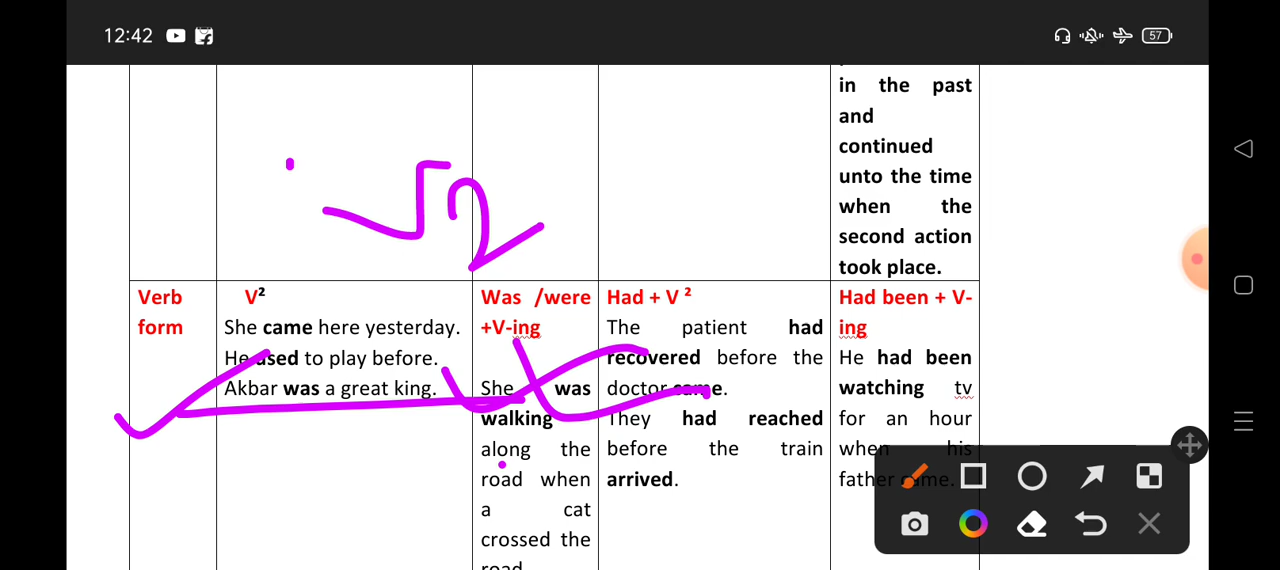 12:42
57
in the past
and
continued
unto the time
when the
second action
took place.
Verb
form
V²
She came here yesterday.
He used to play before.
Akbar was a great king.
Was /were
+V-ing
She was
walking
along the
road when
a cat
crossed the
road
Had + V ²
The patient had
recovered before the
doctor came.
They had reached
before the train
arrived.
Had been + V-
ing
He had been
watching tv
for an hour
when his
father came.